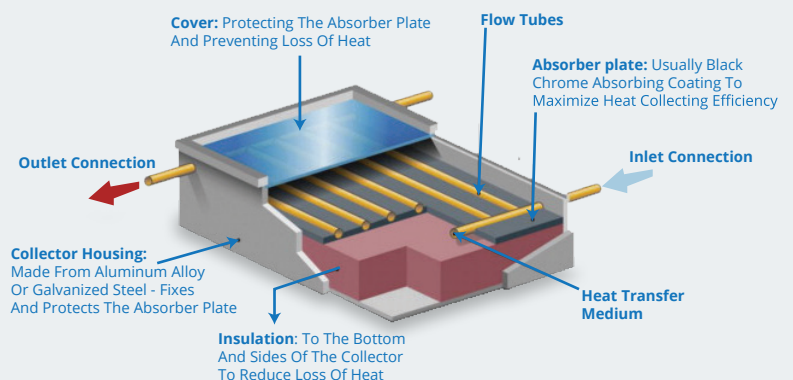 Cover: Protecting The Absorber Plate
And Preventing Loss Of Heat
Flow Tubes
Absorber plate: Usually Black
Chrome Absorbing Coating To
Maximize Heat Collecting Efficiency
Outlet Connection
Inlet Connection
Collector Housing:
Made From Aluminum Alloy
Or Galvanized Steel - Fixes
And Protects The Absorber Plate
Heat Transfer
Medium
Insulation: To The Bottom
And Sides Of The Collector
To Reduce Loss Of Heat